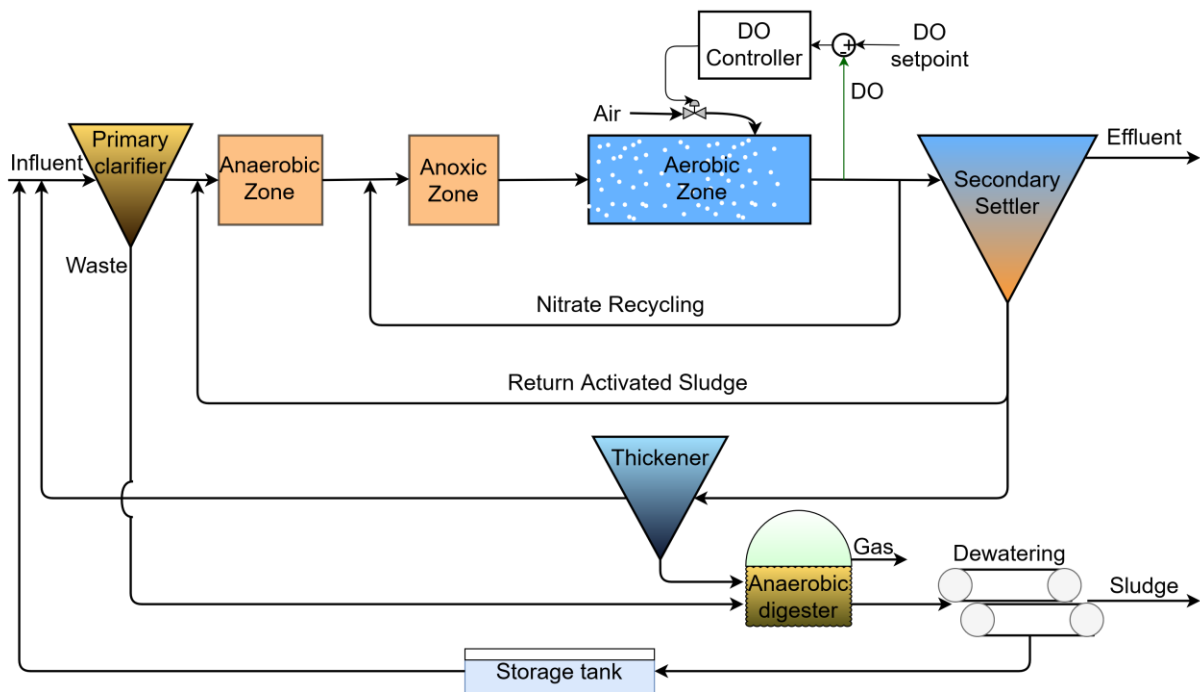 DO
Controller
+
-
DO
setpoint
DO
Air
Influent
Primary
clarifier
Anaerobic
Zone
Anoxic
Zone
Aerobic
Zone
Effluent
Secondary
Settler
Waste
Nitrate Recycling
Return Activated Sludge
Thickener
Gas
Anaerobic
digester
Dewatering
Sludge
Storage tank